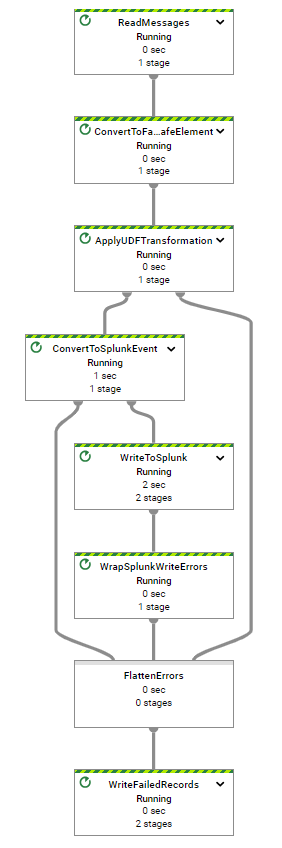 ReadMessages
Running
0 sec
1 stage
ConvertToFa...afeElement
Running
0 sec
1 stage
ApplyUDFTransformation
Running
0 sec
1 stage
ConvertToSplunkEvent
Running
1 sec
1 stage
WriteToSplunk
Running
2 sec
2 stages
WrapSplunkWriteErrors
Running
0 sec
1 stage
FlattenErrors
0 sec
0 stages
WriteFailedRecords
Running
0 sec
2 stages